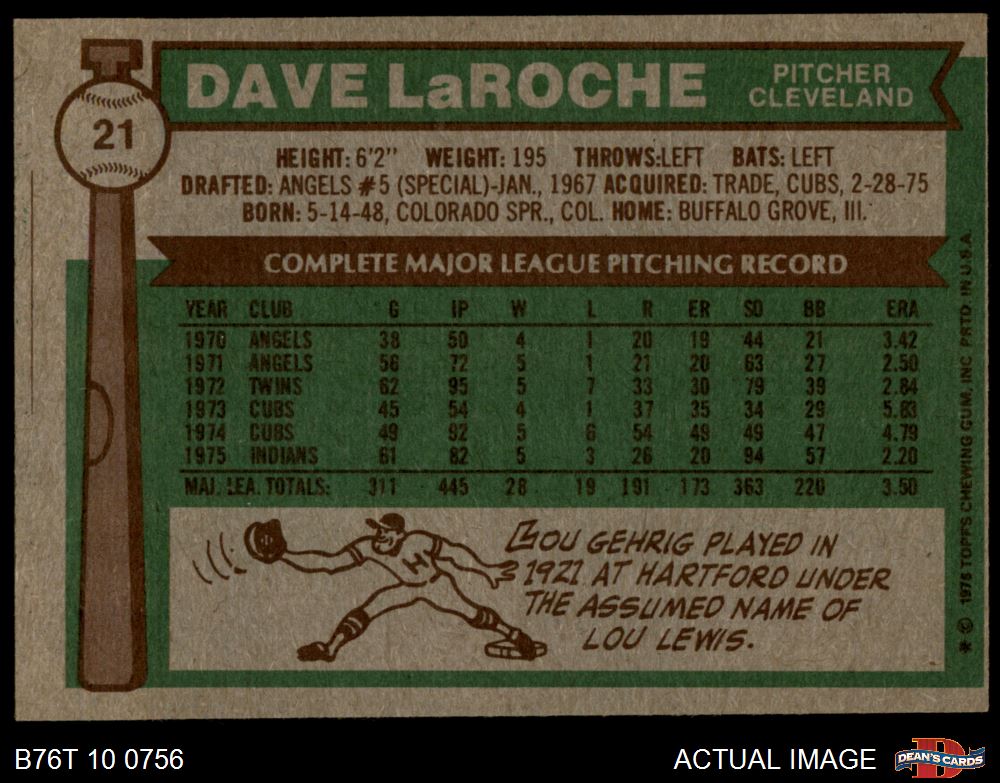 21
DAVE LaROCHE
PITCHER
CLEVELAND
HEIGHT: 6'2" WEIGHT: 195 THROWS:LEFT BATS: LEFT
DRAFTED: ANGELS #5 (SPECIAL)-JAN., 1967 ACQUIRED: TRADE, CUBS, 2-28-75
BORN: 5-14-48, COLORADO SPR., COL. HOME: BUFFALO GROVE, Ill.
COMPLETE MAJOR LEAGUE PITCHING RECORD
YEAR CLUB G IP W L R ER SO BB ERA
1970 ANGELS 38 50 4 1 20 19 44 21 3.42
1971 ANGELS 56 72 5 1 21 20 63 27 2.50
1972 TWINS 62 95 5 7 33 30 79 39 2.84
1973 CUBS 45 54 4 1 37 35 34 29 5.83
1974 CUBS 49 92 5 6 54 49 49 47 4.79
1975 INDIANS 61 82 5 3 26 20 94 57 2.20
MAJ. LEA. TOTALS: 311 445 28 19 191 173 363 220 3.50
H
LOU GEHRIG PLAYED IN
1921 AT HARTFORD UNDER
THE ASSUMED NAME OF
LOU LEWIS.
* © 1976 TOPPS CHEWING GUM, INC PRTD. IN U.S.A.
B76T 10 0756
ACTUAL IMAGE
DEAN'S CARDS